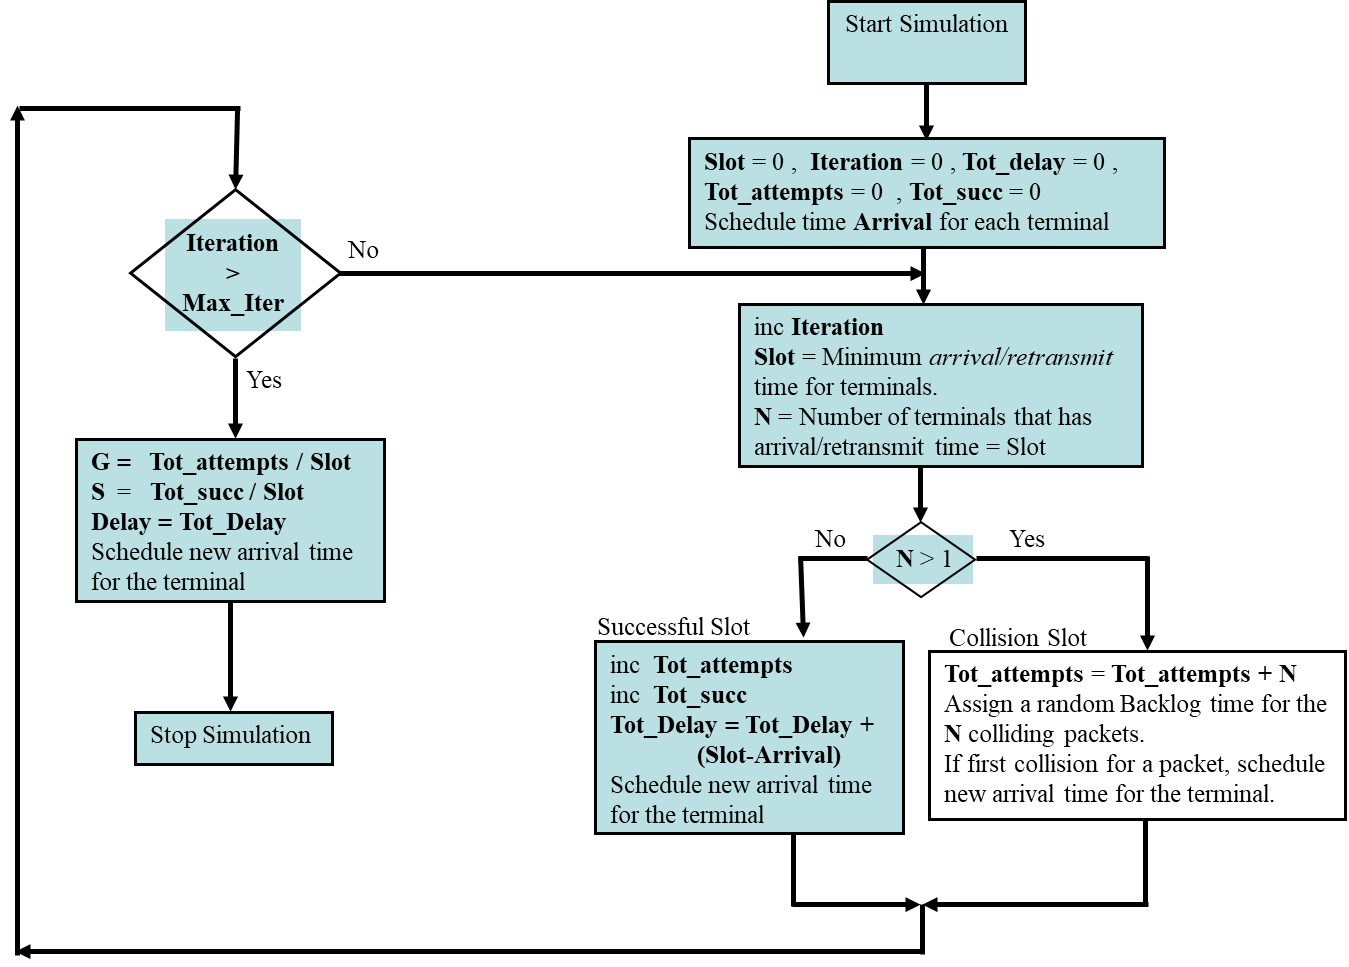 Start Simulation
Slot = 0 , Iteration = 0 , Tot_delay = 0 ,
Tot_attempts = 0 , Tot_succ = 0
Schedule time Arrival for each terminal
Iteration
>
Max_Iter
No
Yes
inc Iteration
Slot = Minimum arrival/retransmit
time for terminals.
N = Number of terminals that has
arrival/retransmit time = Slot
G = Tot_attempts / Slot
S = Tot_succ / Slot
Delay = Tot_Delay
Schedule new arrival time
for the terminal
Stop Simulation
No
N > 1
Yes
Successful Slot
inc Tot_attempts
inc Tot_succ
Tot_Delay = Tot_Delay +
(Slot-Arrival)
Schedule new arrival time
for the terminal
Collision Slot
Tot_attempts = Tot_attempts + N
Assign a random Backlog time for the
N colliding packets.
If first collision for a packet, schedule
new arrival time for the terminal.